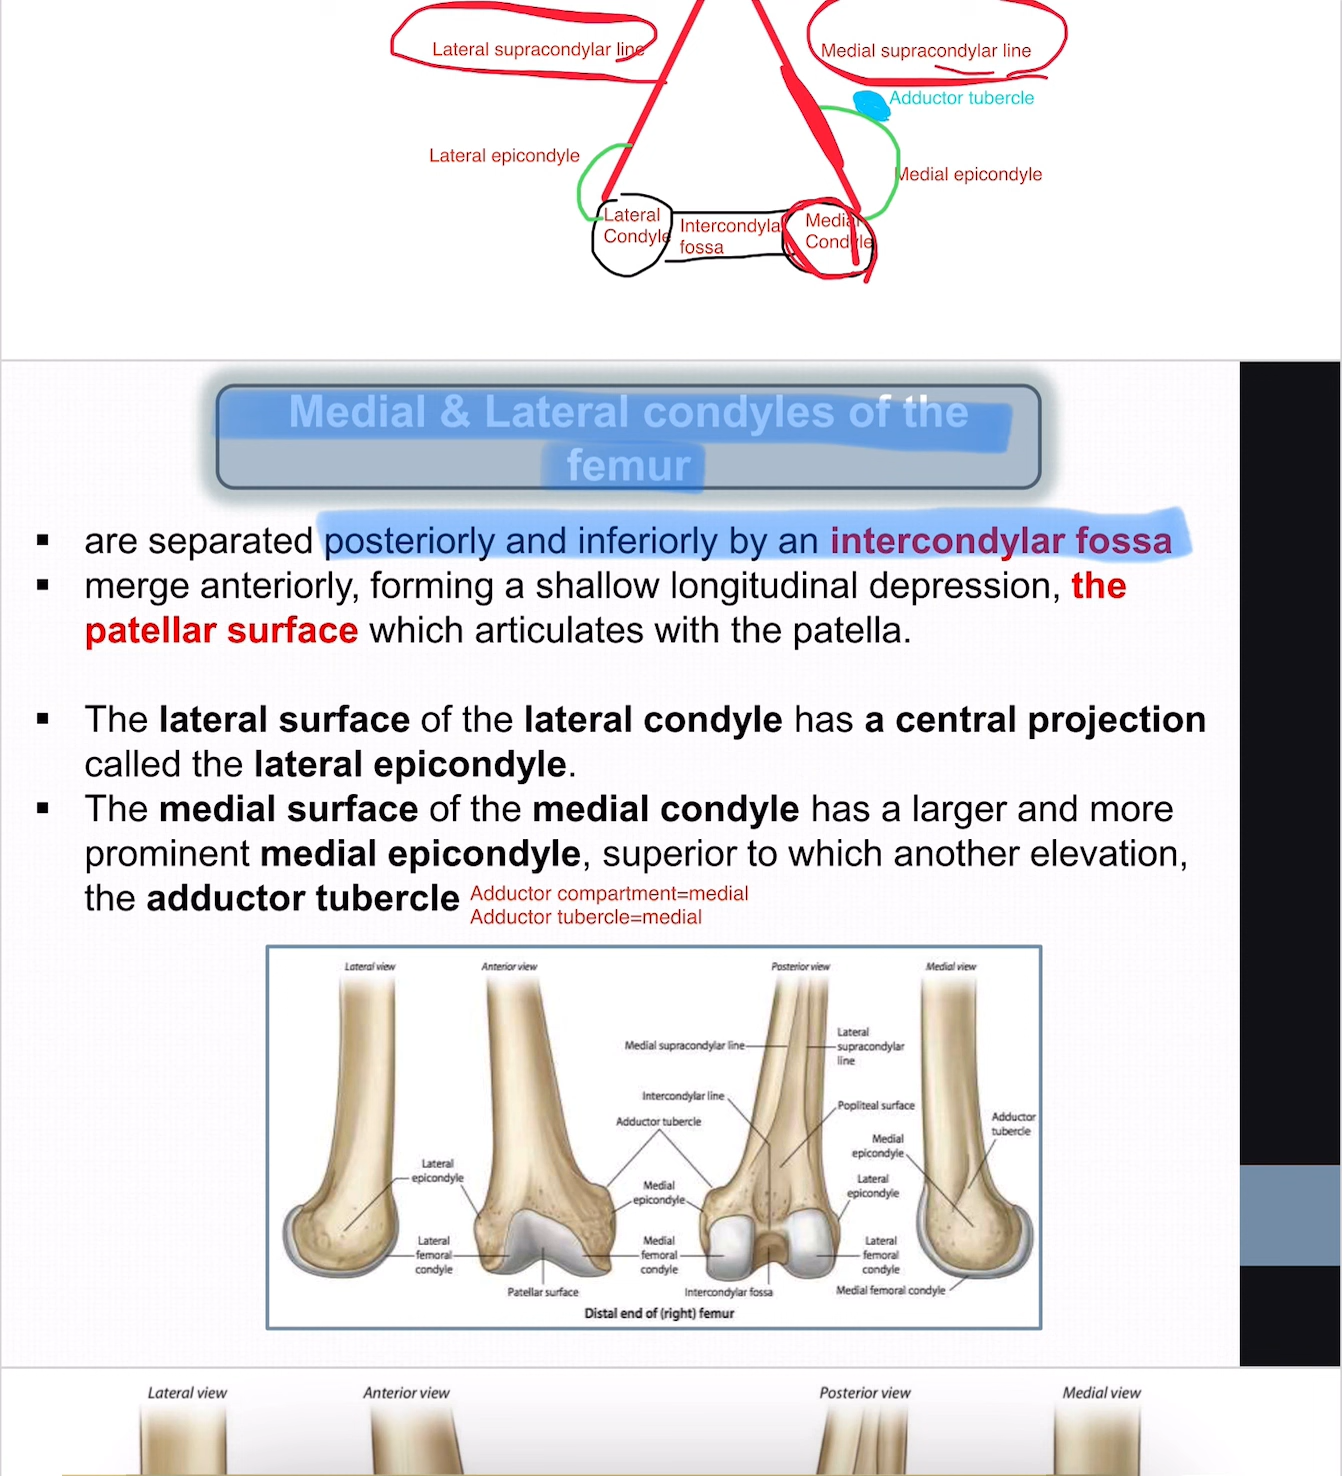 Lateral supracondylar line
Medial supracondylar line
Adductor tubercle
Lateral epicondyle
Medial epicondyle
Lateral
Condyle
Intercondyla
fossa
Medial
Condyle
Medial & Lateral condyles of the
femur
▪ are separated posteriorly and inferiorly by an intercondylar fossa
▪ merge anteriorly, forming a shallow longitudinal depression, the
patellar surface which articulates with the patella.
▪ The lateral surface of the lateral condyle has a central projection
called the lateral epicondyle.
▪ The medial surface of the medial condyle has a larger and more
prominent medial epicondyle, superior to which another elevation,
the adductor tubercle
Adductor compartment=medial
Adductor tubercle=medial
Lateral view
Anterior view
Posterior view
Medial view
Medial supracondylar line
Lateral
supracondylar
line
Intercondylar line
Popliteal surface
Adductor tubercle
Adductor
tubercle
Medial
epicondyle
Lateral
epicondyle
Medial
epicondyle
Lateral
epicondyle
Lateral
femoral
condyle
Medial
femoral
condyle
Lateral
femoral
condyle
Patellar surface
Intercondylar fossa
Medial femoral condyle
Distal end of (right) femur
Lateral view
Anterior view
Posterior view
Medial view